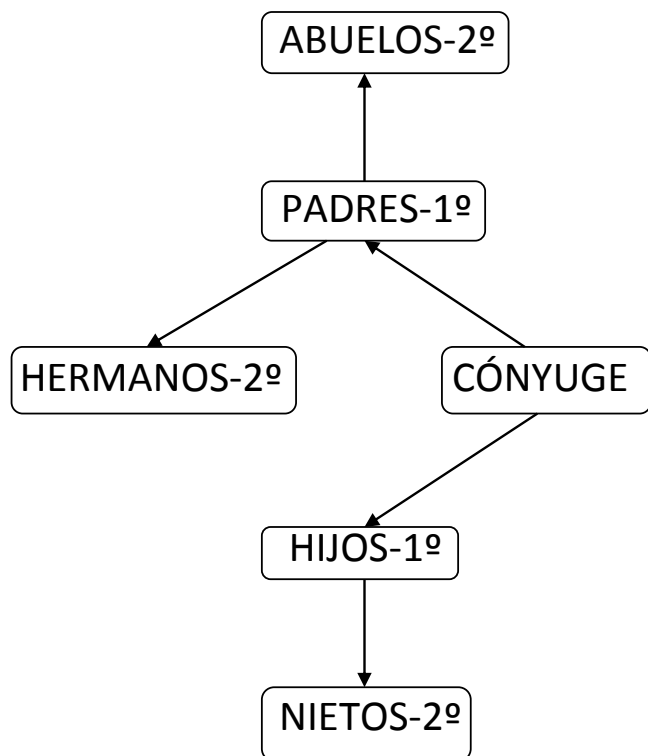 ABUELOS-2º
PADRES-1º
HERMANOS-2º
CÓNYUGE
HIJOS-1º
NIETOS-2º